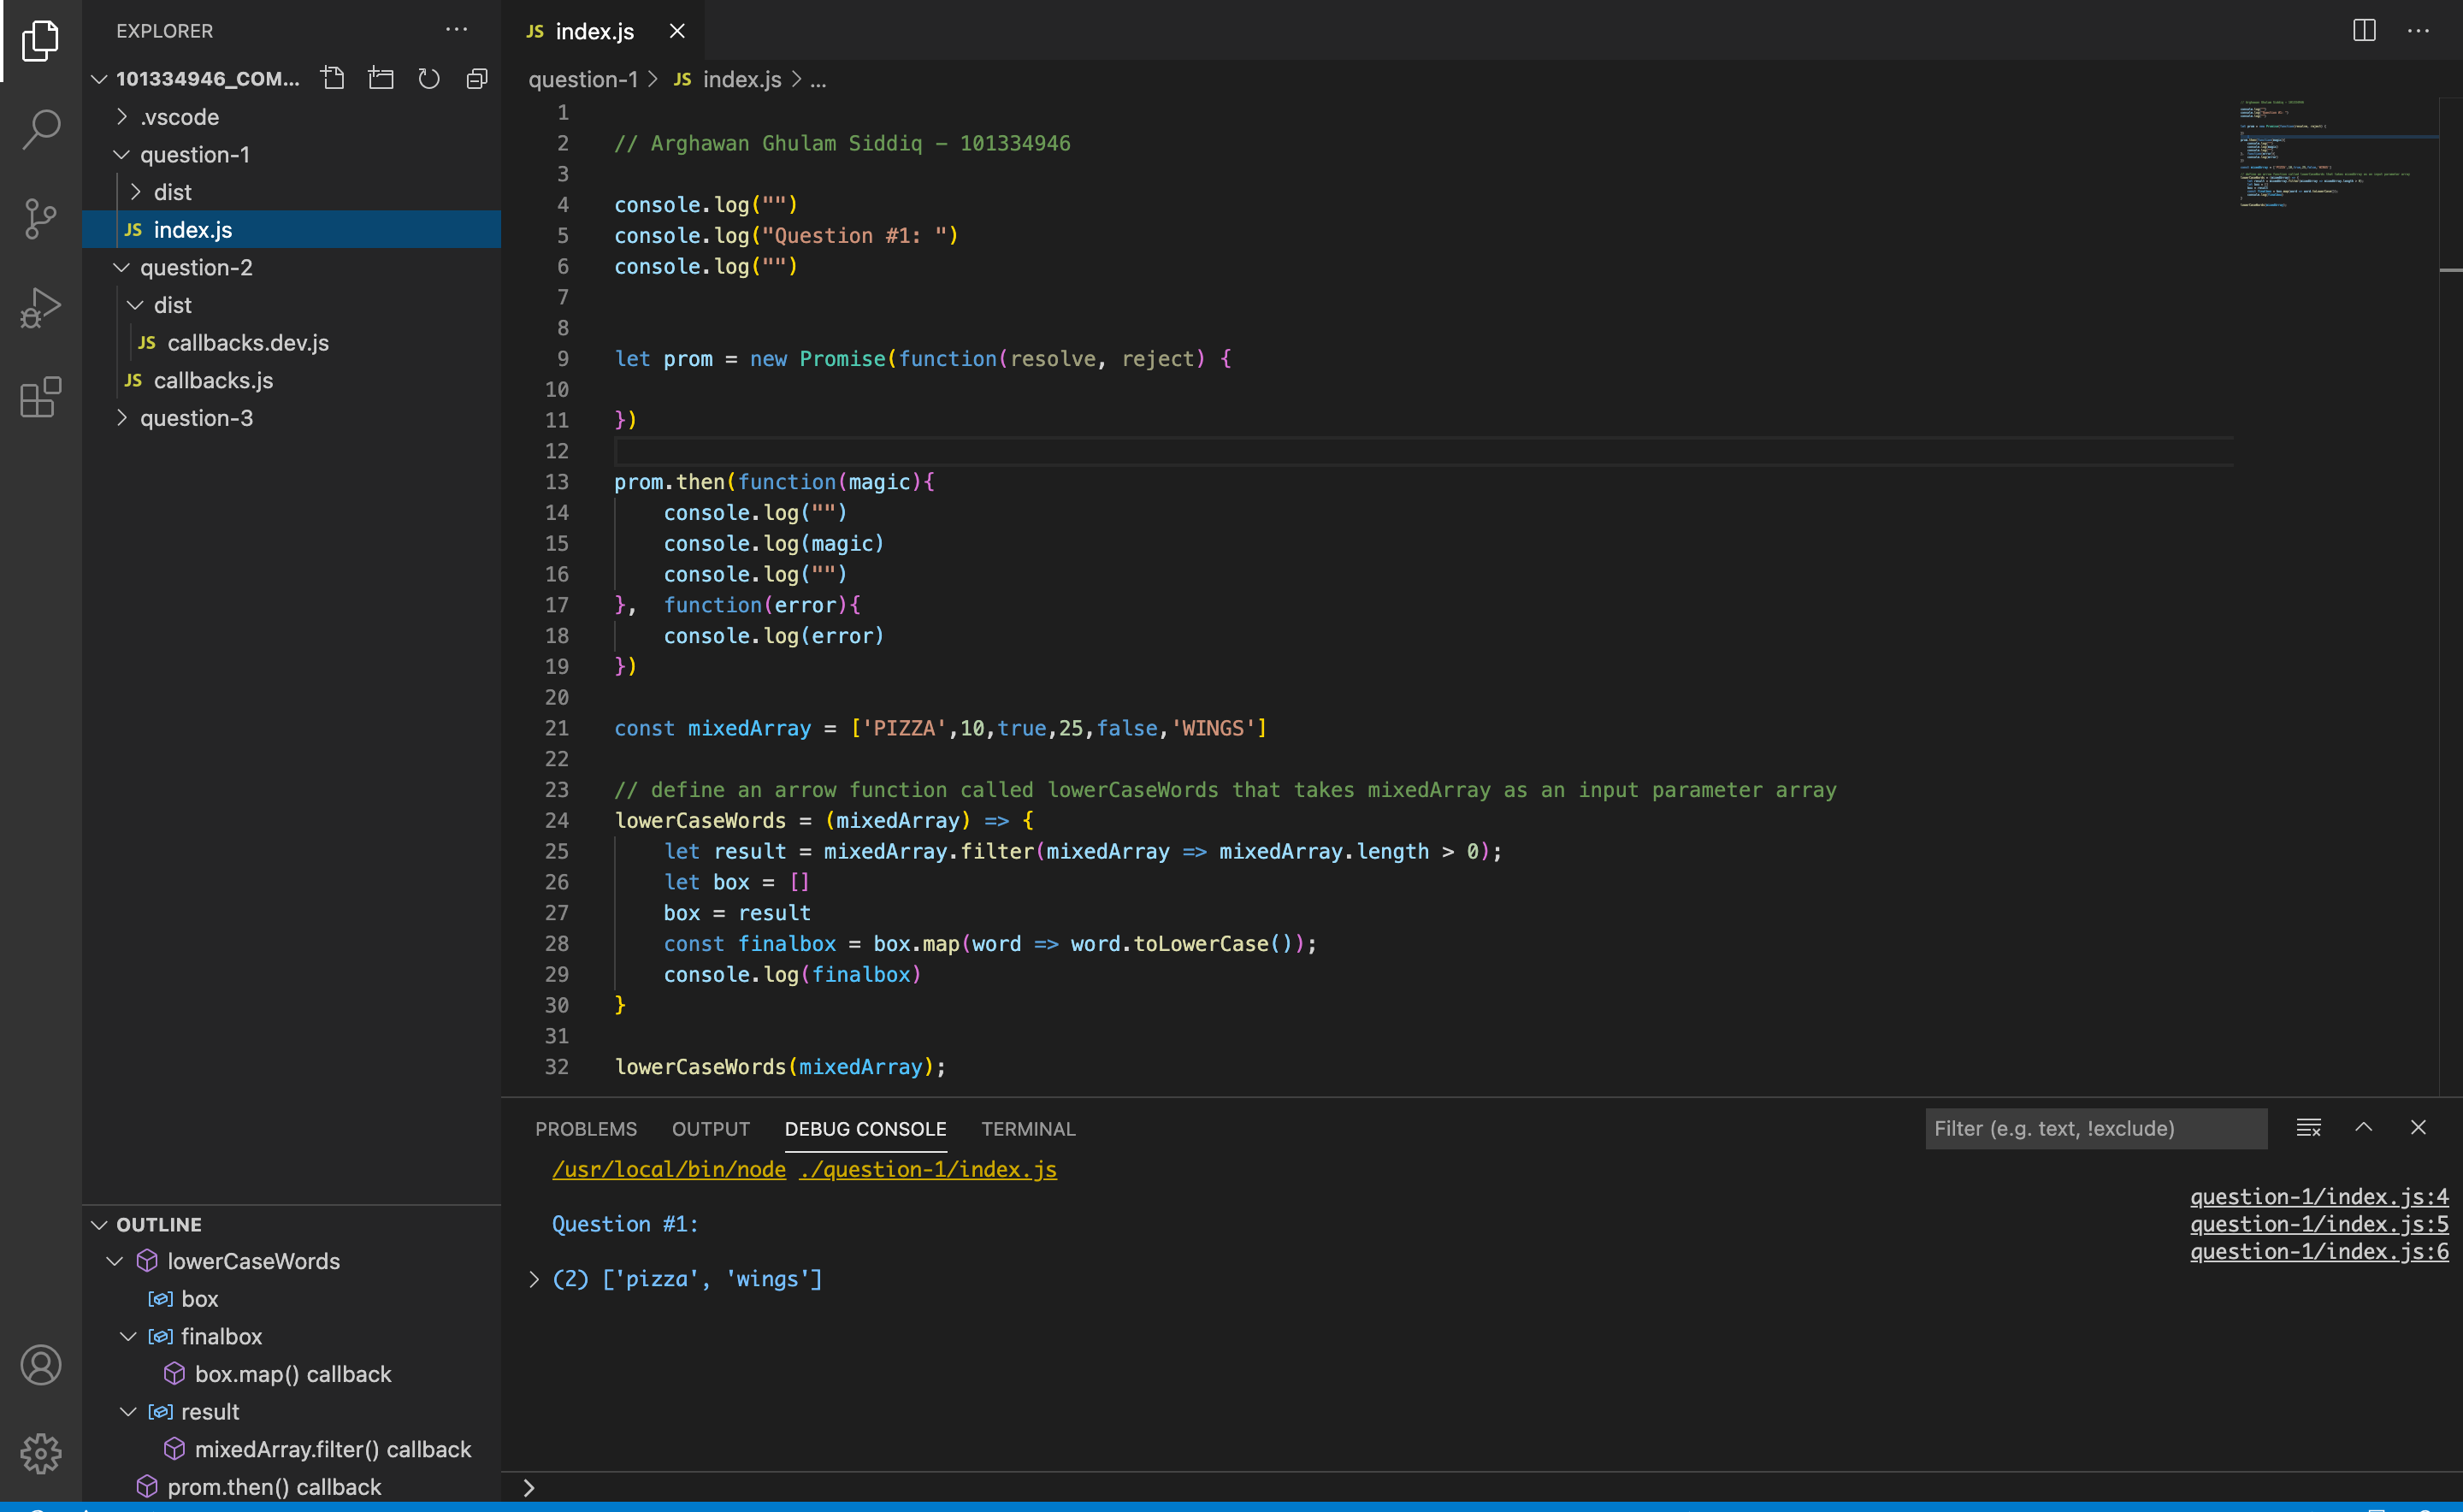 EXPLORER
101334946_COM...
.vscode
question-1
dist
JS index.js
question-2
dist
JS callbacks.dev.js
JS callbacks.js
question-3
OUTLINE
lowerCaseWords
box
finalbox
box.map() callback
result
mixedArray.filter() callback
prom.then() callback
JS index.js
question-1 > JS index.js > ...
1
2 // Arghawan Ghulam Siddiq – 101334946
3
4 console.log("")
5 console.log("Question #1: ")
6 console.log("")
7
8
9 let prom = new Promise(function(resolve, reject) {
10
11 })
12
13 prom.then(function(magic){
14 console.log("")
15 console.log(magic)
16 console.log("")
17 }, function(error){
18 console.log(error)
19 })
20
21 const mixedArray = ['PIZZA',10,true,25,false,'WINGS']
22
23 // define an arrow function called lowerCaseWords that takes mixedArray as an input parameter array
24 lowerCaseWords = (mixedArray) => {
25 let result = mixedArray.filter(mixedArray => mixedArray.length > 0);
26 let box = []
27 box = result
28 const finalbox = box.map(word => word.toLowerCase());
29 console.log(finalbox)
30 }
31
32 lowerCaseWords(mixedArray);
PROBLEMS OUTPUT DEBUG CONSOLE TERMINAL Filter (e.g. text, !exclude)
/usr/local/bin/node ./question-1/index.js
question-1/index.js:4
Question #1: question-1/index.js:5
question-1/index.js:6
> (2) ['pizza', 'wings']
>